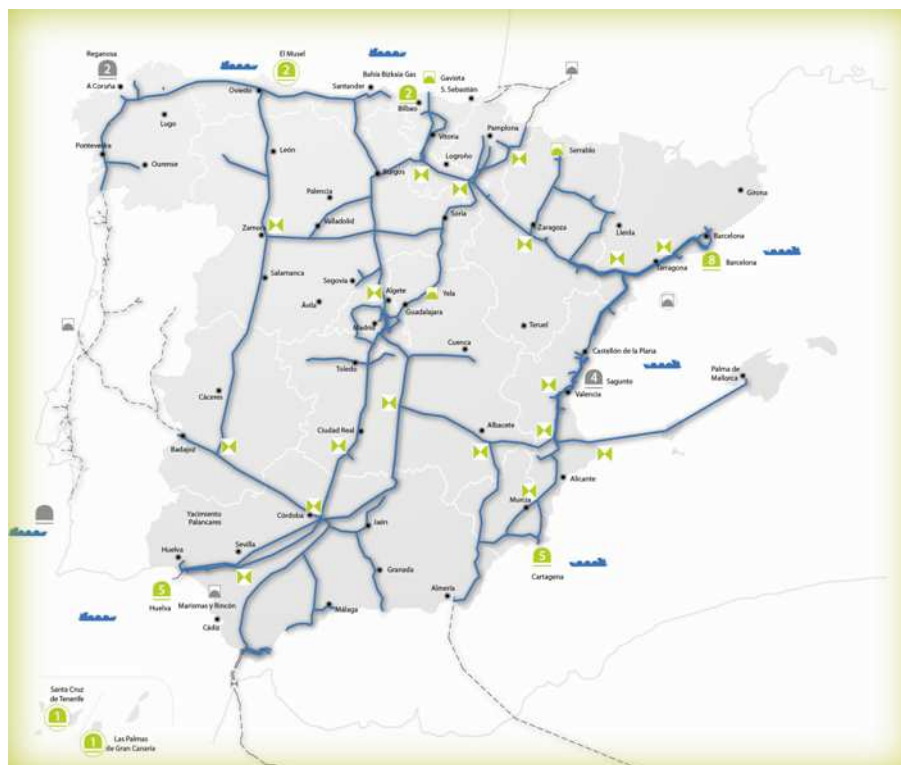 Reganosa
2
A Coruña
El Musel
2
Oviedo
Santander
Bahía Bizkaia Gas
2
Bilbao
Gaviota
S. Sebastián
Lugo
Vitoria
Pamplona
Pontevedra
Ourense
León
Logroño
Serrablo
Burgos
Girona
Palencia
Soria
Zamora
Valladolid
Zaragoza
Lleida
Barcelona
8
Barcelona
Tarragona
Salamanca
Segovia
Algete
Yela
Ávila
Guadalajara
Madrid
Teruel
Cuenca
Castellón de la Plana
Toledo
4
Sagunto
Valencia
Palma de
Mallorca
Cáceres
Ciudad Real
Albacete
Badajoz
Alicante
Murcia
Yacimiento
Palancares
Córdoba
Jaén
Huelva
Sevilla
5
Cartagena
Granada
5
Huelva
Marismas y Rincón
Almería
Málaga
Cádiz
Santa Cruz
de Tenerife
1
1
Las Palmas
de Gran Canaria